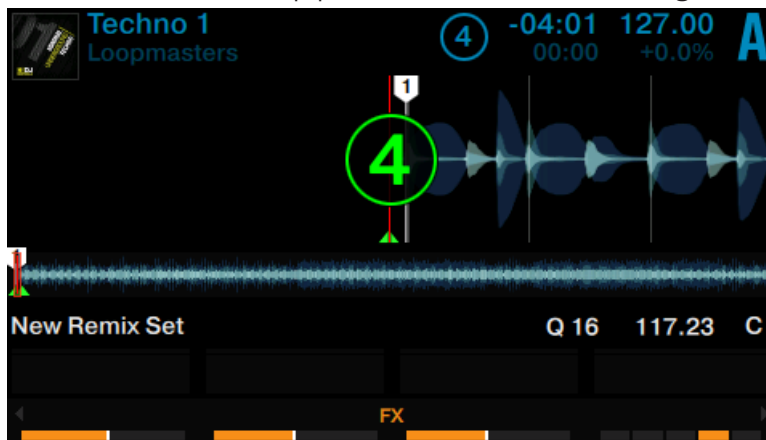 Techno 1 4 -04:01 127.00 A
Loopmasters 00:00 +0.0%
1
4
1
New Remix Set Q 16 117.23 C
FX